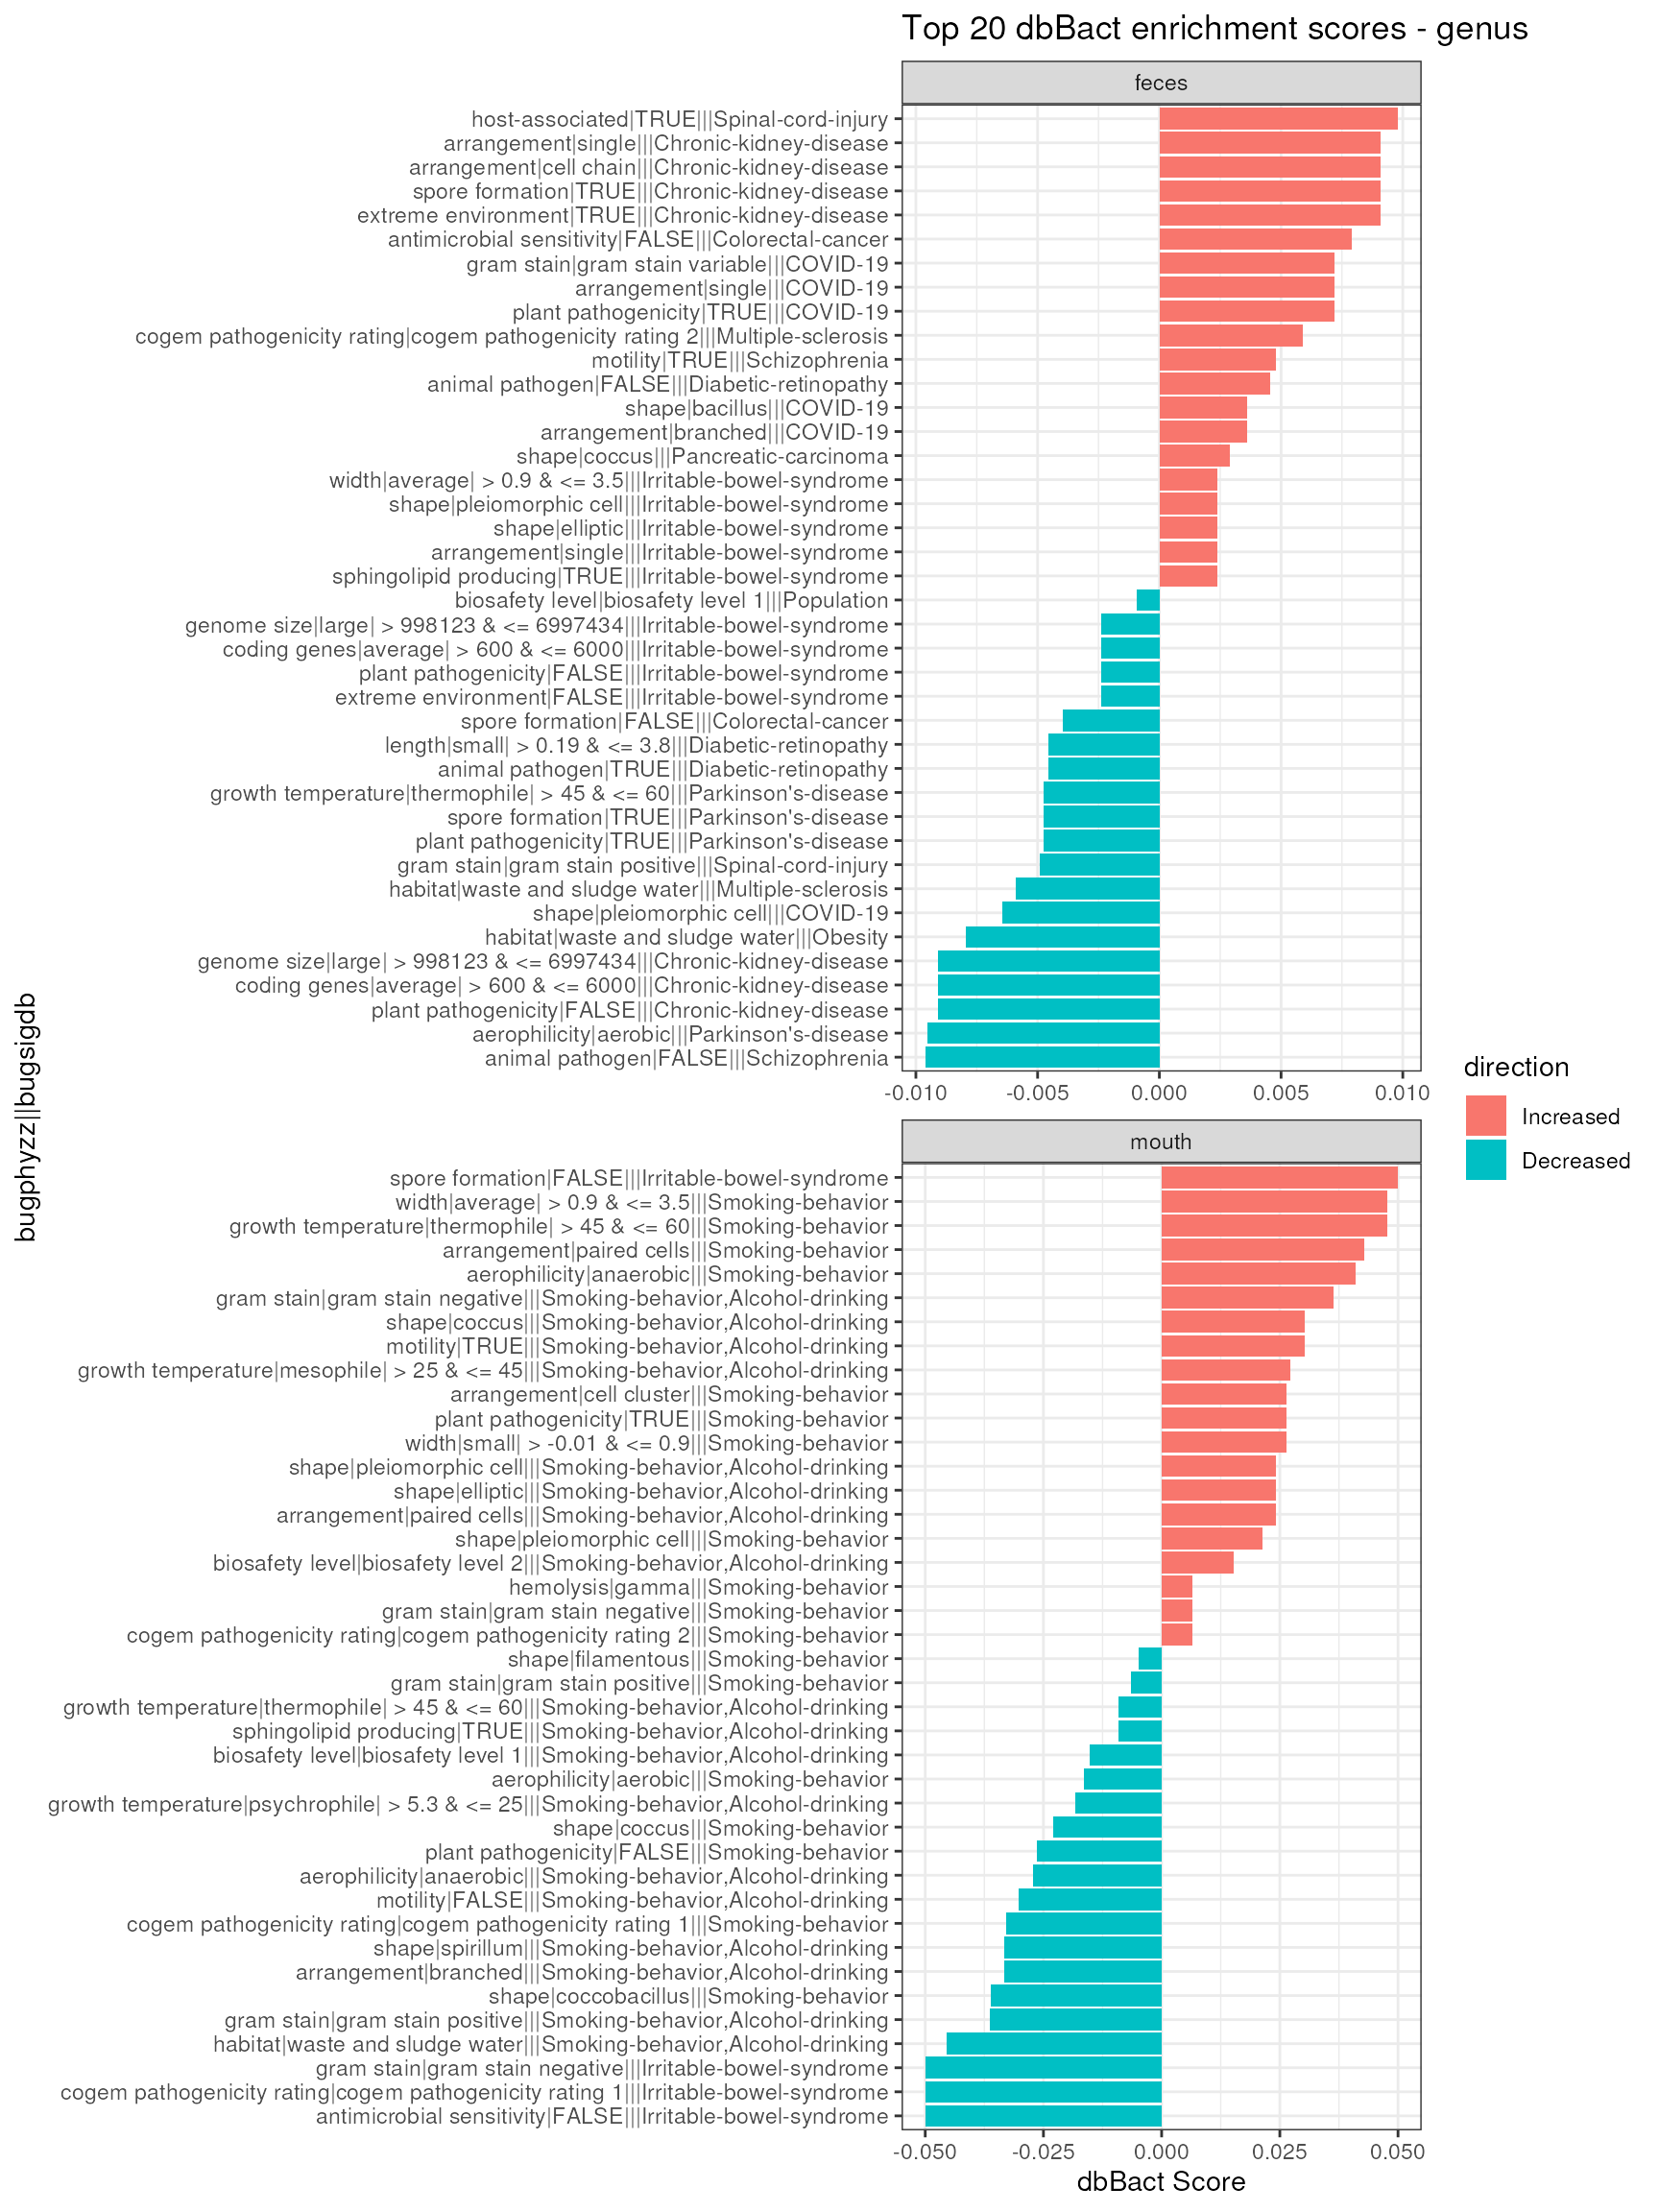 Top 20 dbBact enrichment scores - genus
feces
host-associated|TRUE|||Spinal-cord-injury
arrangement|single|||Chronic-kidney-disease
arrangement|cell chain|||Chronic-kidney-disease
spore formation|TRUE|||Chronic-kidney-disease
extreme environment|TRUE|||Chronic-kidney-disease
antimicrobial sensitivity|FALSE|||Colorectal-cancer
gram stain|gram stain variable|||COVID-19
arrangement|single|||COVID-19
plant pathogenicity|TRUE|||COVID-19
cogem pathogenicity rating|cogem pathogenicity rating 2|||Multiple-sclerosis
motility|TRUE|||Schizophrenia
animal pathogen|FALSE|||Diabetic-retinopathy
shape|bacillus|||COVID-19
arrangement|branched|||COVID-19
shape|coccus|||Pancreatic-carcinoma
width|average| > 0.9 & <= 3.5|||Irritable-bowel-syndrome
shape|pleiomorphic cell|||Irritable-bowel-syndrome
shape|elliptic|||Irritable-bowel-syndrome
arrangement|single|||Irritable-bowel-syndrome
sphingolipid producing|TRUE|||Irritable-bowel-syndrome
biosafety level|biosafety level 1|||Population
genome size|large| > 998123 & <= 6997434|||Irritable-bowel-syndrome
coding genes|average| > 600 & <= 6000|||Irritable-bowel-syndrome
plant pathogenicity|FALSE|||Irritable-bowel-syndrome
extreme environment|FALSE|||Irritable-bowel-syndrome
spore formation|FALSE|||Colorectal-cancer
length|small| > 0.19 & <= 3.8|||Diabetic-retinopathy
animal pathogen|TRUE|||Diabetic-retinopathy
growth temperature|thermophile| > 45 & <= 60|||Parkinson's-disease
spore formation|TRUE|||Parkinson's-disease
plant pathogenicity|TRUE|||Parkinson's-disease
gram stain|gram stain positive|||Spinal-cord-injury
habitat|waste and sludge water|||Multiple-sclerosis
shape|pleiomorphic cell|||COVID-19
habitat|waste and sludge water|||Obesity
genome size|large| > 998123 & <= 6997434|||Chronic-kidney-disease
coding genes|average| > 600 & <= 6000|||Chronic-kidney-disease
plant pathogenicity|FALSE|||Chronic-kidney-disease
aerophilicity|aerobic|||Parkinson's-disease
animal pathogen|FALSE|||Schizophrenia
-0.010 -0.005 0.000 0.005 0.010
mouth
spore formation|FALSE|||Irritable-bowel-syndrome
width|average| > 0.9 & <= 3.5|||Smoking-behavior
growth temperature|thermophile| > 45 & <= 60|||Smoking-behavior
arrangement|paired cells|||Smoking-behavior
aerophilicity|anaerobic|||Smoking-behavior
gram stain|gram stain negative|||Smoking-behavior,Alcohol-drinking
shape|coccus|||Smoking-behavior,Alcohol-drinking
motility|TRUE|||Smoking-behavior,Alcohol-drinking
growth temperature|mesophile| > 25 & <= 45|||Smoking-behavior,Alcohol-drinking
arrangement|cell cluster|||Smoking-behavior
plant pathogenicity|TRUE|||Smoking-behavior
width|small| > -0.01 & <= 0.9|||Smoking-behavior
shape|pleiomorphic cell|||Smoking-behavior,Alcohol-drinking
shape|elliptic|||Smoking-behavior,Alcohol-drinking
arrangement|paired cells|||Smoking-behavior,Alcohol-drinking
shape|pleiomorphic cell|||Smoking-behavior
biosafety level|biosafety level 2|||Smoking-behavior,Alcohol-drinking
hemolysis|gamma|||Smoking-behavior
gram stain|gram stain negative|||Smoking-behavior
cogem pathogenicity rating|cogem pathogenicity rating 2|||Smoking-behavior
shape|filamentous|||Smoking-behavior
gram stain|gram stain positive|||Smoking-behavior
growth temperature|thermophile| > 45 & <= 60|||Smoking-behavior,Alcohol-drinking
sphingolipid producing|TRUE|||Smoking-behavior,Alcohol-drinking
biosafety level|biosafety level 1|||Smoking-behavior,Alcohol-drinking
aerophilicity|aerobic|||Smoking-behavior
growth temperature|psychrophile| > 5.3 & <= 25|||Smoking-behavior,Alcohol-drinking
shape|coccus|||Smoking-behavior
plant pathogenicity|FALSE|||Smoking-behavior
aerophilicity|anaerobic|||Smoking-behavior,Alcohol-drinking
motility|FALSE|||Smoking-behavior,Alcohol-drinking
cogem pathogenicity rating|cogem pathogenicity rating 1|||Smoking-behavior
shape|spirillum|||Smoking-behavior,Alcohol-drinking
arrangement|branched|||Smoking-behavior,Alcohol-drinking
shape|coccobacillus|||Smoking-behavior
gram stain|gram stain positive|||Smoking-behavior,Alcohol-drinking
habitat|waste and sludge water|||Smoking-behavior,Alcohol-drinking
gram stain|gram stain negative|||Irritable-bowel-syndrome
cogem pathogenicity rating|cogem pathogenicity rating 1|||Irritable-bowel-syndrome
antimicrobial sensitivity|FALSE|||Irritable-bowel-syndrome
-0.050 -0.025 0.000 0.025 0.050
dbBact Score
bugphyzz|||bugsigdb
direction
Increased
Decreased